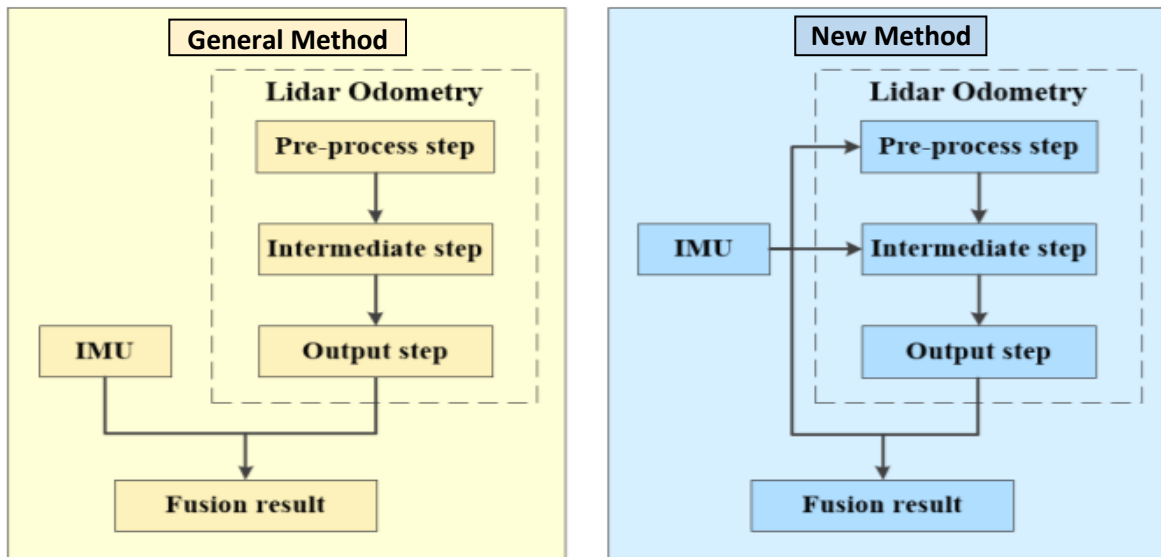 General Method
Lidar Odometry
Pre-process step
Intermediate step
IMU
Output step
Fusion result
New Method
Lidar Odometry
Pre-process step
IMU
Intermediate step
Output step
Fusion result